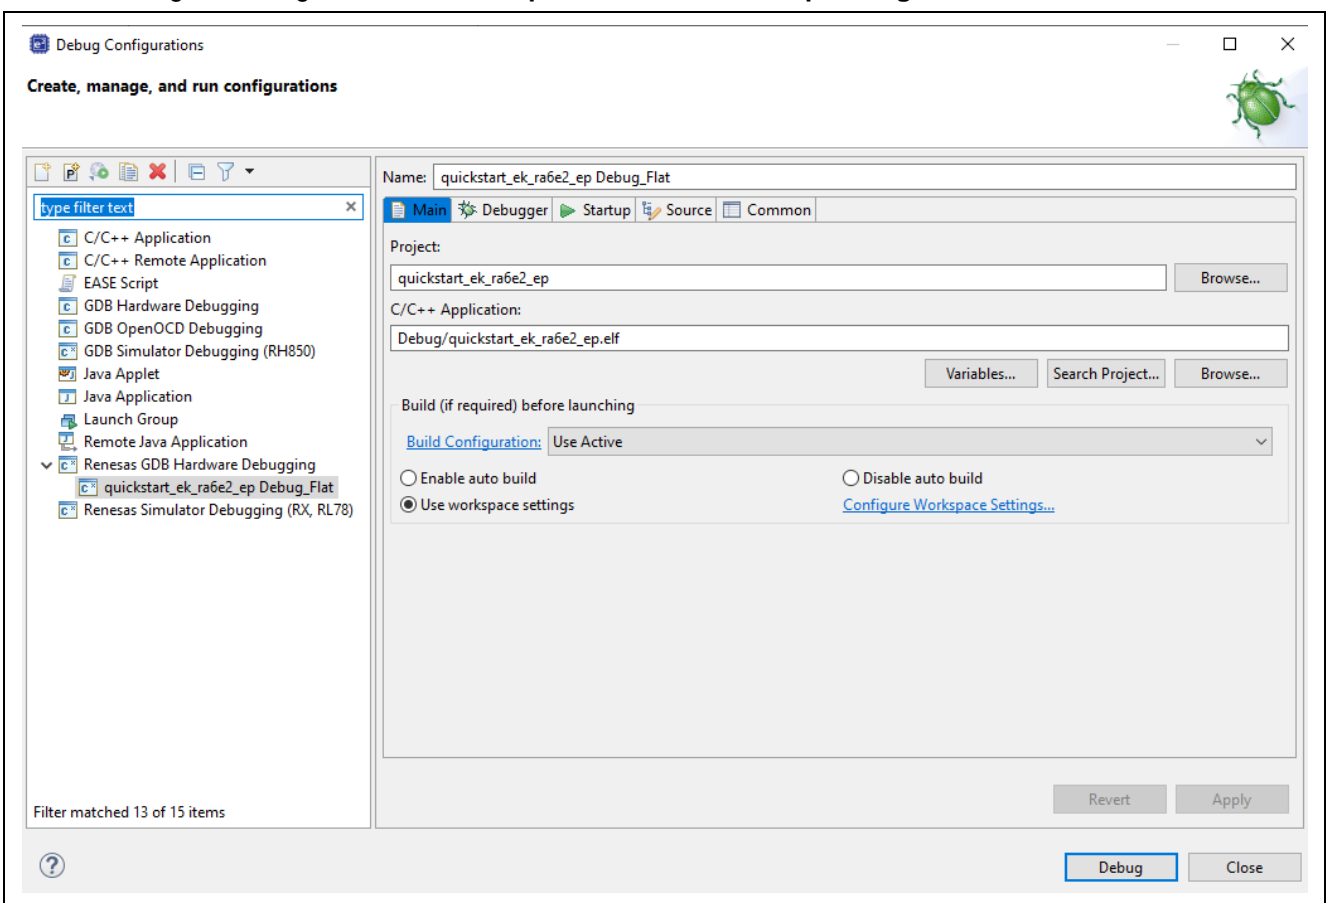 Debug Configurations
Create, manage, and run configurations
type filter text
C/C++ Application
C/C++ Remote Application
EASE Script
GDB Hardware Debugging
GDB OpenOCD Debugging
GDB Simulator Debugging (RH850)
Java Applet
Java Application
Launch Group
Remote Java Application
Renesas GDB Hardware Debugging
quickstart_ek_ra6e2_ep Debug_Flat
Renesas Simulator Debugging (RX, RL78)
Filter matched 13 of 15 items
Name: quickstart_ek_ra6e2_ep Debug_Flat
Main Debugger Startup Source Common
Project:
quickstart_ek_ra6e2_ep Browse...
C/C++ Application:
Debug/quickstart_ek_ra6e2_ep.elf
Variables... Search Project... Browse...
Build (if required) before launching
Build Configuration: Use Active
Enable auto build Disable auto build
Use workspace settings Configure Workspace Settings...
Revert Apply
Debug Close